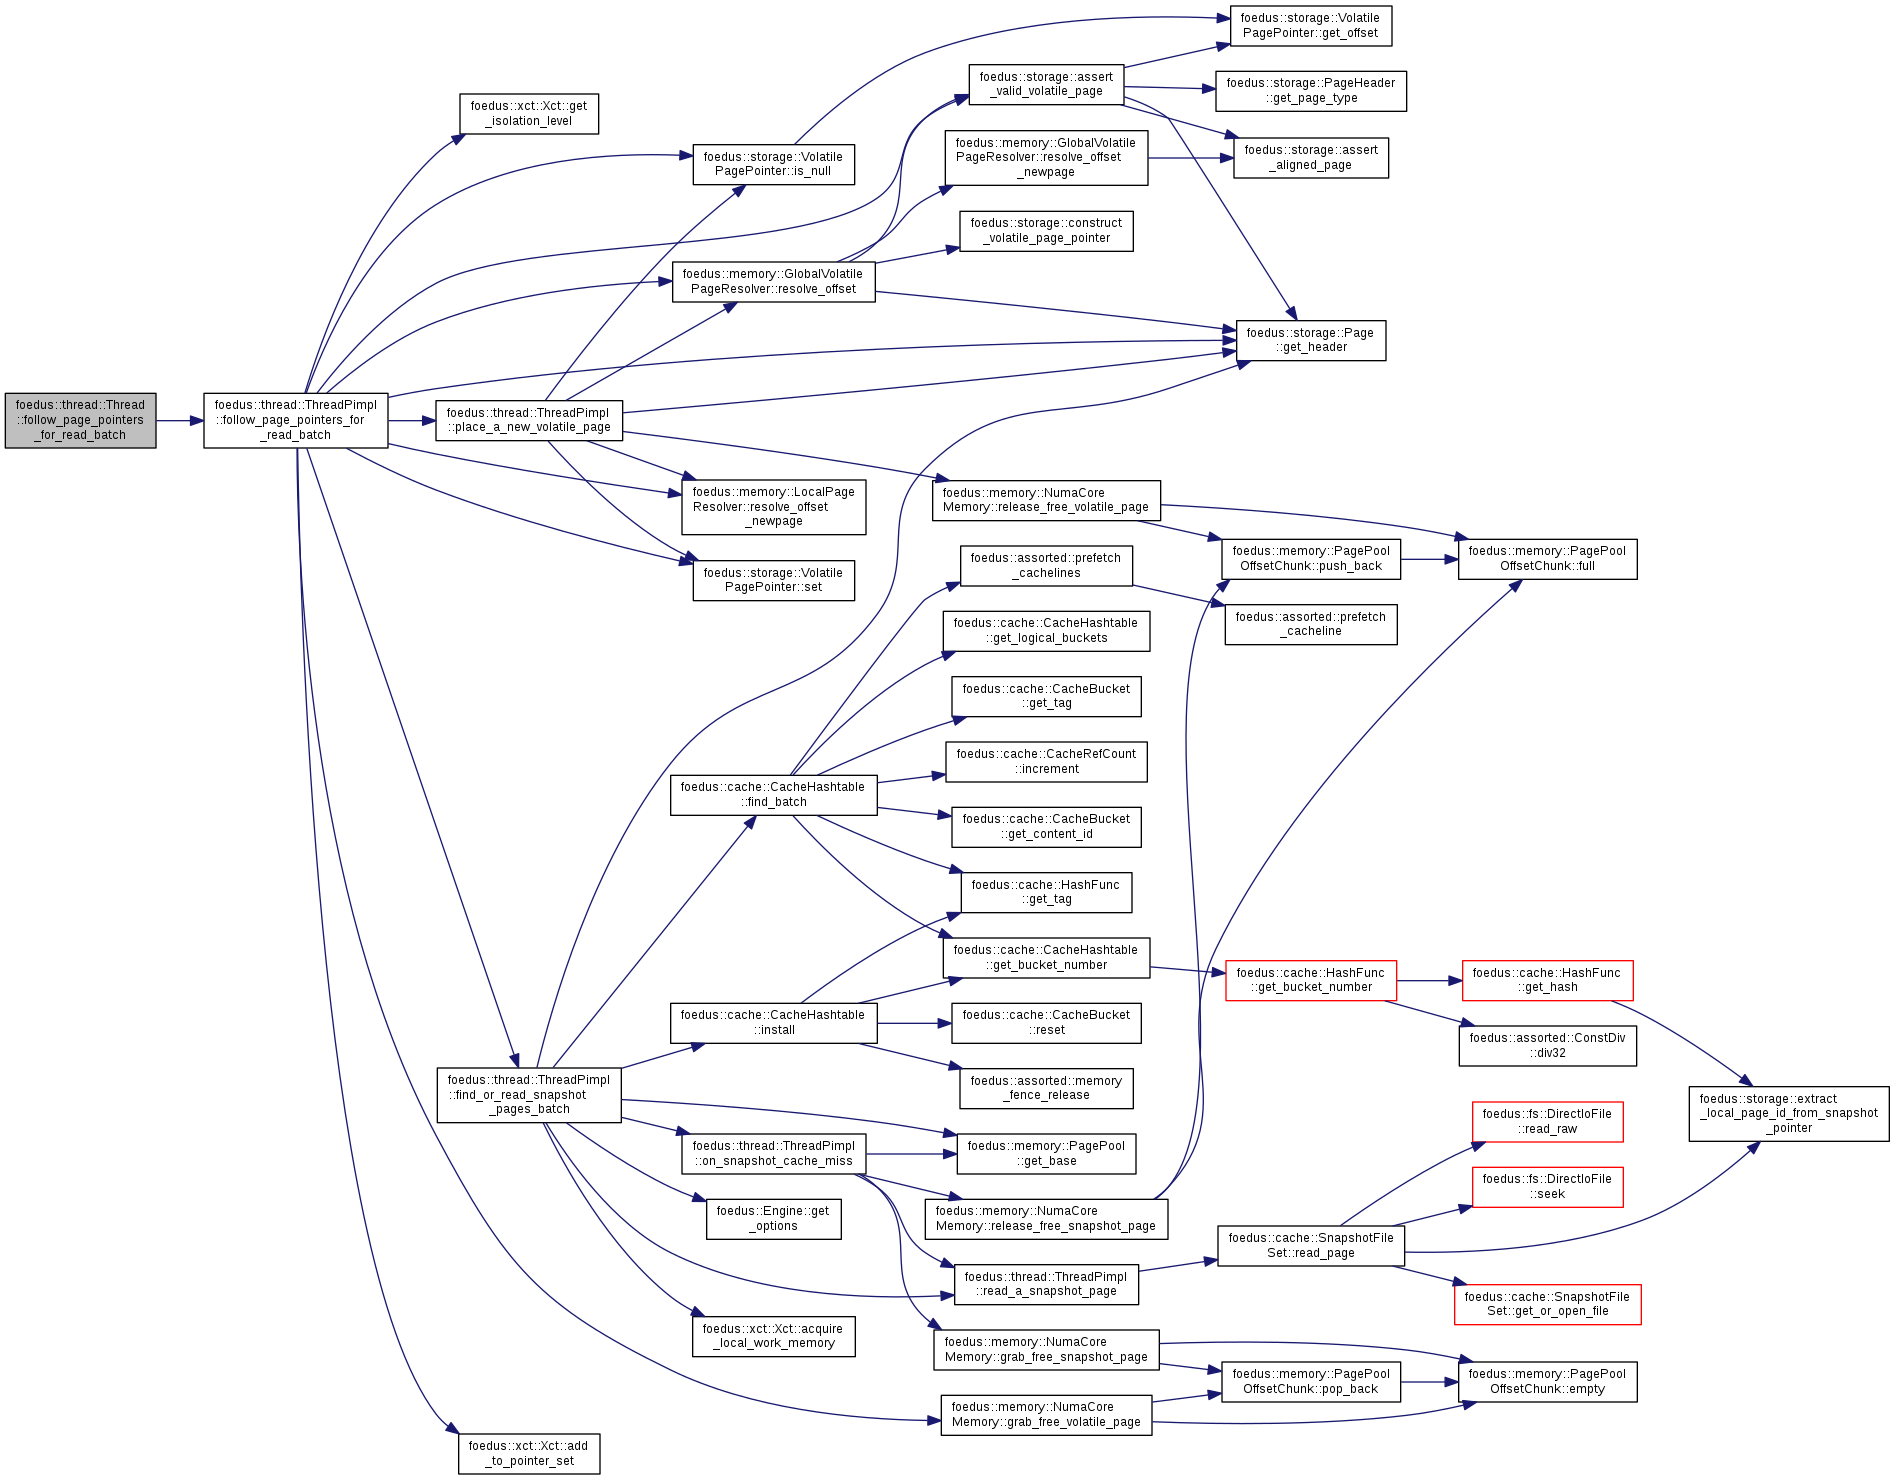 foedus::thread::Thread
::follow_page_pointers
_for_read_batch
foedus::thread::ThreadPimpl
::follow_page_pointers_for
_read_batch
foedus::xct::Xct::get
_isolation_level
foedus::thread::ThreadPimpl
::place_a_new_volatile_page
foedus::thread::ThreadPimpl
::find_or_read_snapshot
_pages_batch
foedus::xct::Xct::add
_to_pointer_set
foedus::storage::Volatile
PagePointer::is_null
foedus::memory::GlobalVolatile
PageResolver::resolve_offset
foedus::memory::LocalPage
Resolver::resolve_offset
_newpage
foedus::storage::Volatile
PagePointer::set
foedus::cache::CacheHashtable
::find_batch
foedus::cache::CacheHashtable
::install
foedus::thread::ThreadPimpl
::on_snapshot_cache_miss
foedus::Engine::get
_options
foedus::xct::Xct::acquire
_local_work_memory
foedus::storage::assert
_valid_volatile_page
foedus::memory::GlobalVolatile
PageResolver::resolve_offset
_newpage
foedus::storage::construct
_volatile_page_pointer
foedus::memory::NumaCore
Memory::release_free_volatile_page
foedus::assorted::prefetch
_cachelines
foedus::cache::CacheHashtable
::get_logical_buckets
foedus::cache::CacheBucket
::get_tag
foedus::cache::CacheRefCount
::increment
foedus::cache::CacheBucket
::get_content_id
foedus::cache::HashFunc
::get_tag
foedus::cache::CacheHashtable
::get_bucket_number
foedus::cache::CacheBucket
::reset
foedus::assorted::memory
_fence_release
foedus::memory::PagePool
::get_base
foedus::memory::NumaCore
Memory::release_free_snapshot_page
foedus::thread::ThreadPimpl
::read_a_snapshot_page
foedus::memory::NumaCore
Memory::grab_free_snapshot_page
foedus::memory::NumaCore
Memory::grab_free_volatile_page
foedus::storage::Volatile
PagePointer::get_offset
foedus::storage::PageHeader
::get_page_type
foedus::storage::assert
_aligned_page
foedus::storage::Page
::get_header
foedus::memory::PagePool
OffsetChunk::push_back
foedus::assorted::prefetch
_cacheline
foedus::cache::HashFunc
::get_bucket_number
foedus::cache::SnapshotFile
Set::read_page
foedus::memory::PagePool
OffsetChunk::pop_back
foedus::memory::PagePool
OffsetChunk::full
foedus::cache::HashFunc
::get_hash
foedus::assorted::ConstDiv
::div32
foedus::fs::DirectIoFile
::read_raw
foedus::fs::DirectIoFile
::seek
foedus::cache::SnapshotFile
Set::get_or_open_file
foedus::memory::PagePool
OffsetChunk::empty
foedus::storage::extract
_local_page_id_from_snapshot
_pointer